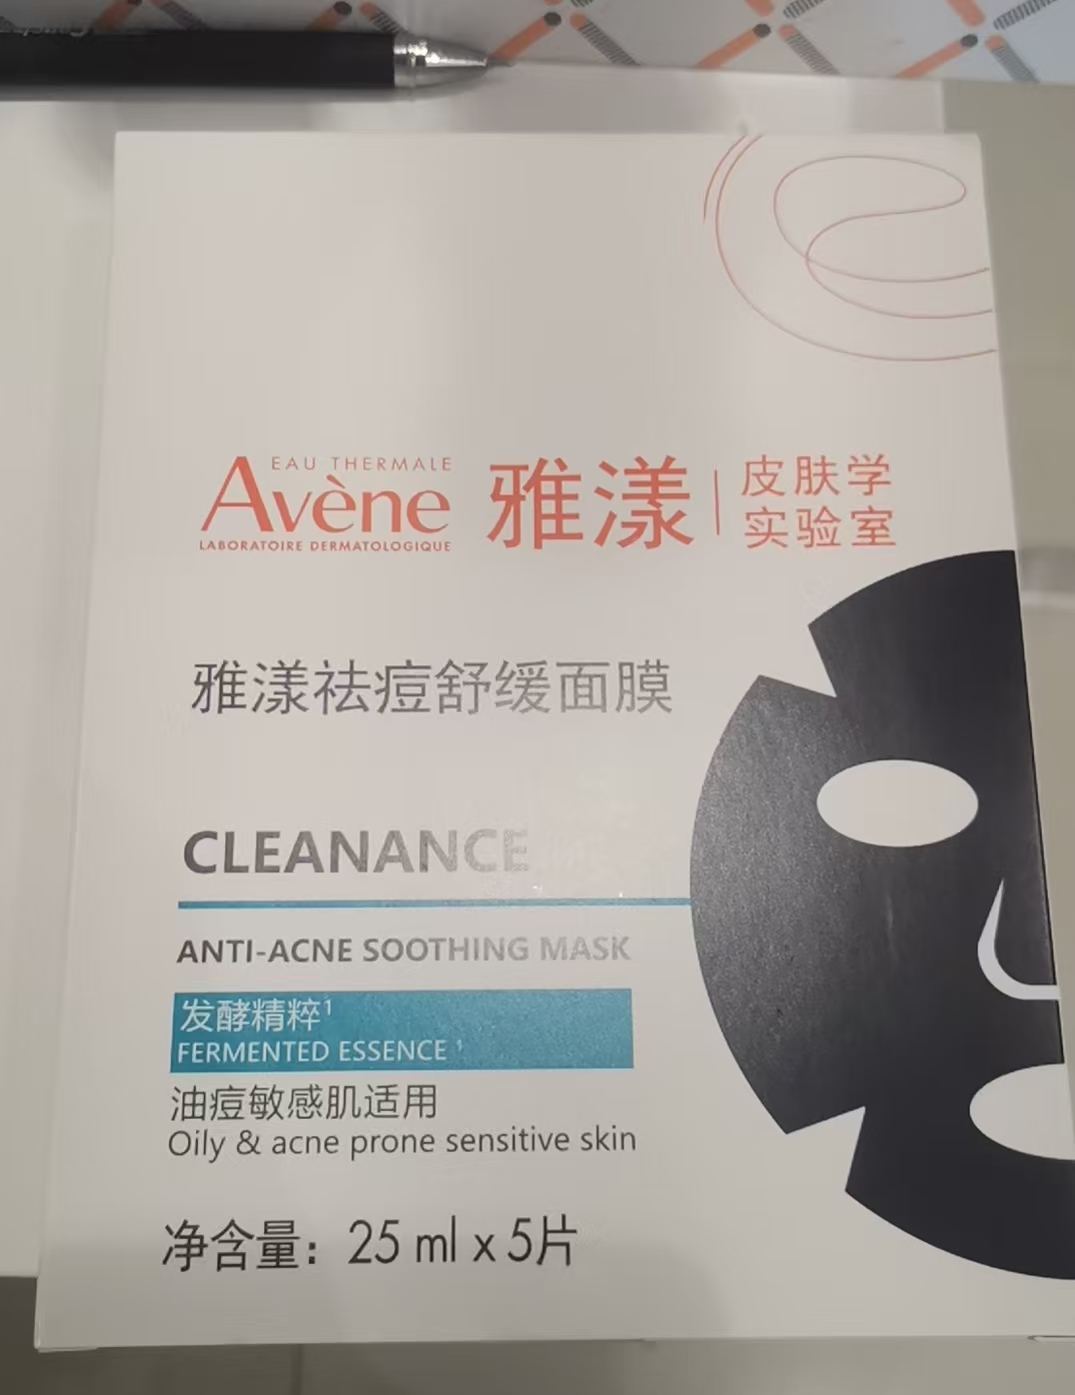 EAU THERMALE
Avène
LABORATOIRE DERMATOLOGIQUE
雅漾
皮肤学
实验室
雅漾祛痘舒缓面膜
CLEANANCE
ANTI-ACNE SOOTHING MASK
发酵精粹¹
FERMENTED ESSENCE ¹
油痘敏感肌适用
Oily & acne prone sensitive skin
净含量：25 ml x 5片